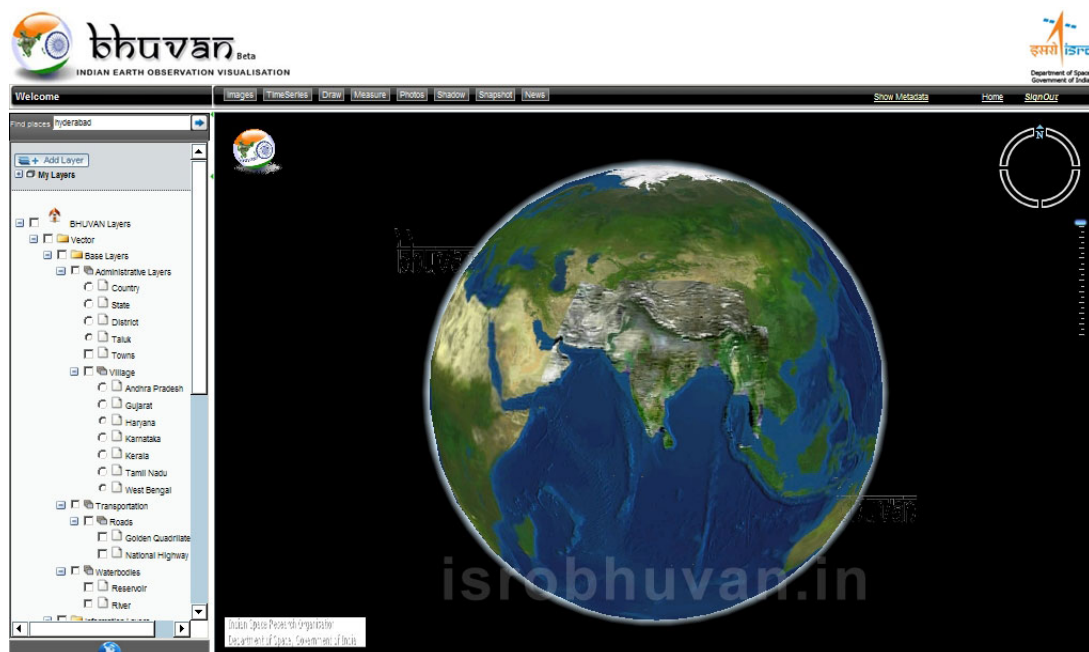 bhuvan Beta
INDIAN EARTH OBSERVATION VISUALISATION
इसरो isro
Department of Space
Government of India
Welcome
Images TimeSeries Draw Measure Photos Shadow Snapshot News
Show Metadata Home SignOut
Find places hyderabad
Add Layer
My Layers
BHUVAN Layers
Vector
Base Layers
Administrative Layers
Country
State
District
Taluk
Towns
Village
Andhra Pradesh
Gujarat
Haryana
Karnataka
Kerala
Tamil Nadu
West Bengal
Transportation
Roads
Golden Quadrilate
National Highway
Waterbodies
Reservoir
River
Information Layers
N
bhuvan
isrobhuvan.in
Indian Space Research Organisation
Department of Space, Government of India